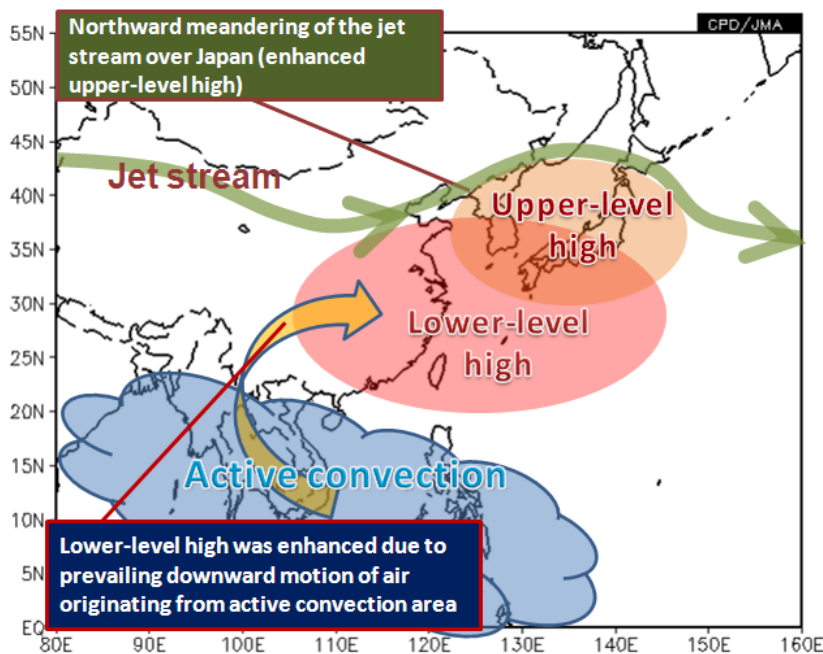 CPD/JMA
Northward meandering of the jet
stream over Japan (enhanced
upper-level high)
Jet stream
Upper-level
high
Lower-level
high
Active convection
Lower-level high was enhanced due to
prevailing downward motion of air
originating from active convection area
55N
50N
45N
40N
35N
30N
25N
20N
15N
10N
5N
EQ
80E 90E 100E 110E 120E 130E 140E 150E 160E